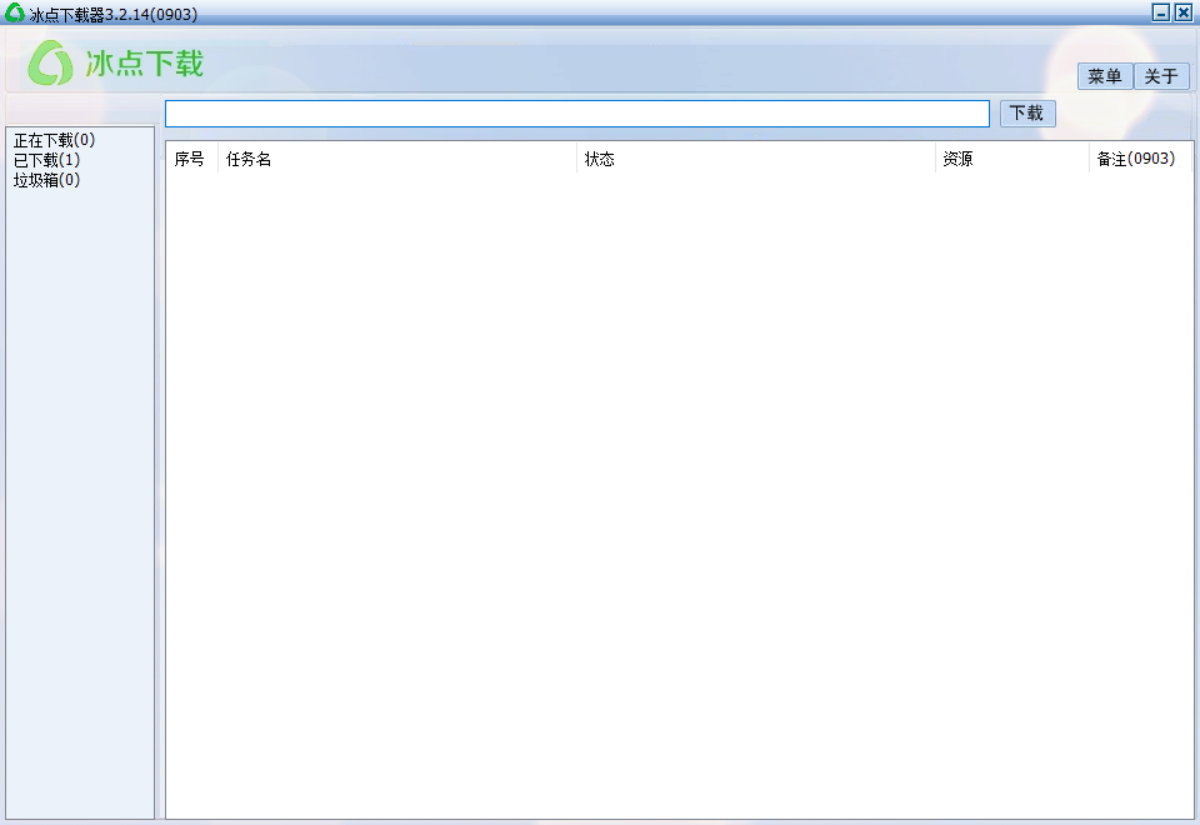 冰点下载器3.2.14(0903)
冰点下载
菜单 关于
下载
正在下载(0)
已下载(1)
垃圾箱(0)
序号 任务名 状态 资源 备注(0903)